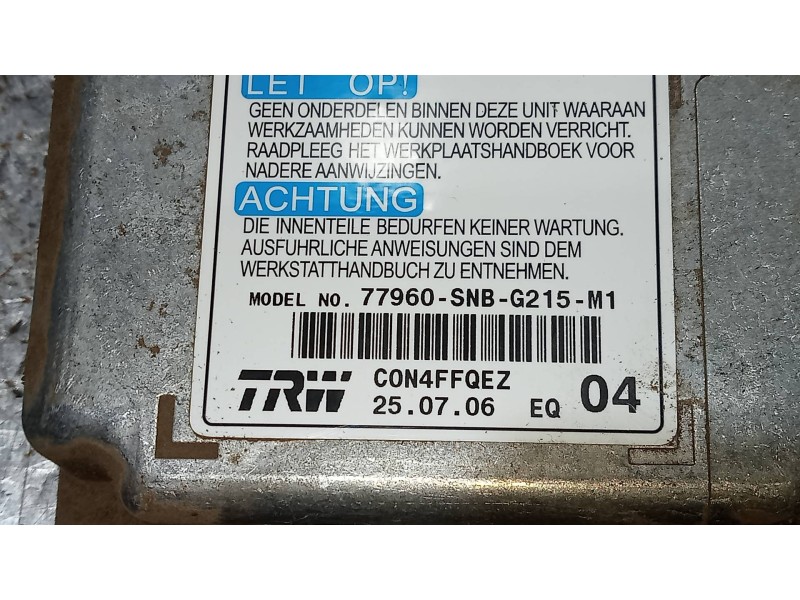 LET OP!
GEEN ONDERDELEN BINNEN DEZE UNIT WAARAAN
WERKZAAMHEDEN KUNNEN WORDEN VERRICHT.
RAADPLEEG HET WERKPLAATSHANDBOEK VOOR
NADERE AANWIJZINGEN.
ACHTUNG
DIE INNENTEILE BEDURFEN KEINER WARTUNG.
AUSFUHRLICHE ANWEISUNGEN SIND DEM
WERKSTATTHANDBUCH ZU ENTNEHMEN.
MODEL NO. 77960-SNB-G215-M1
TRW CON4FFQEZ
25.07.06 EQ 04